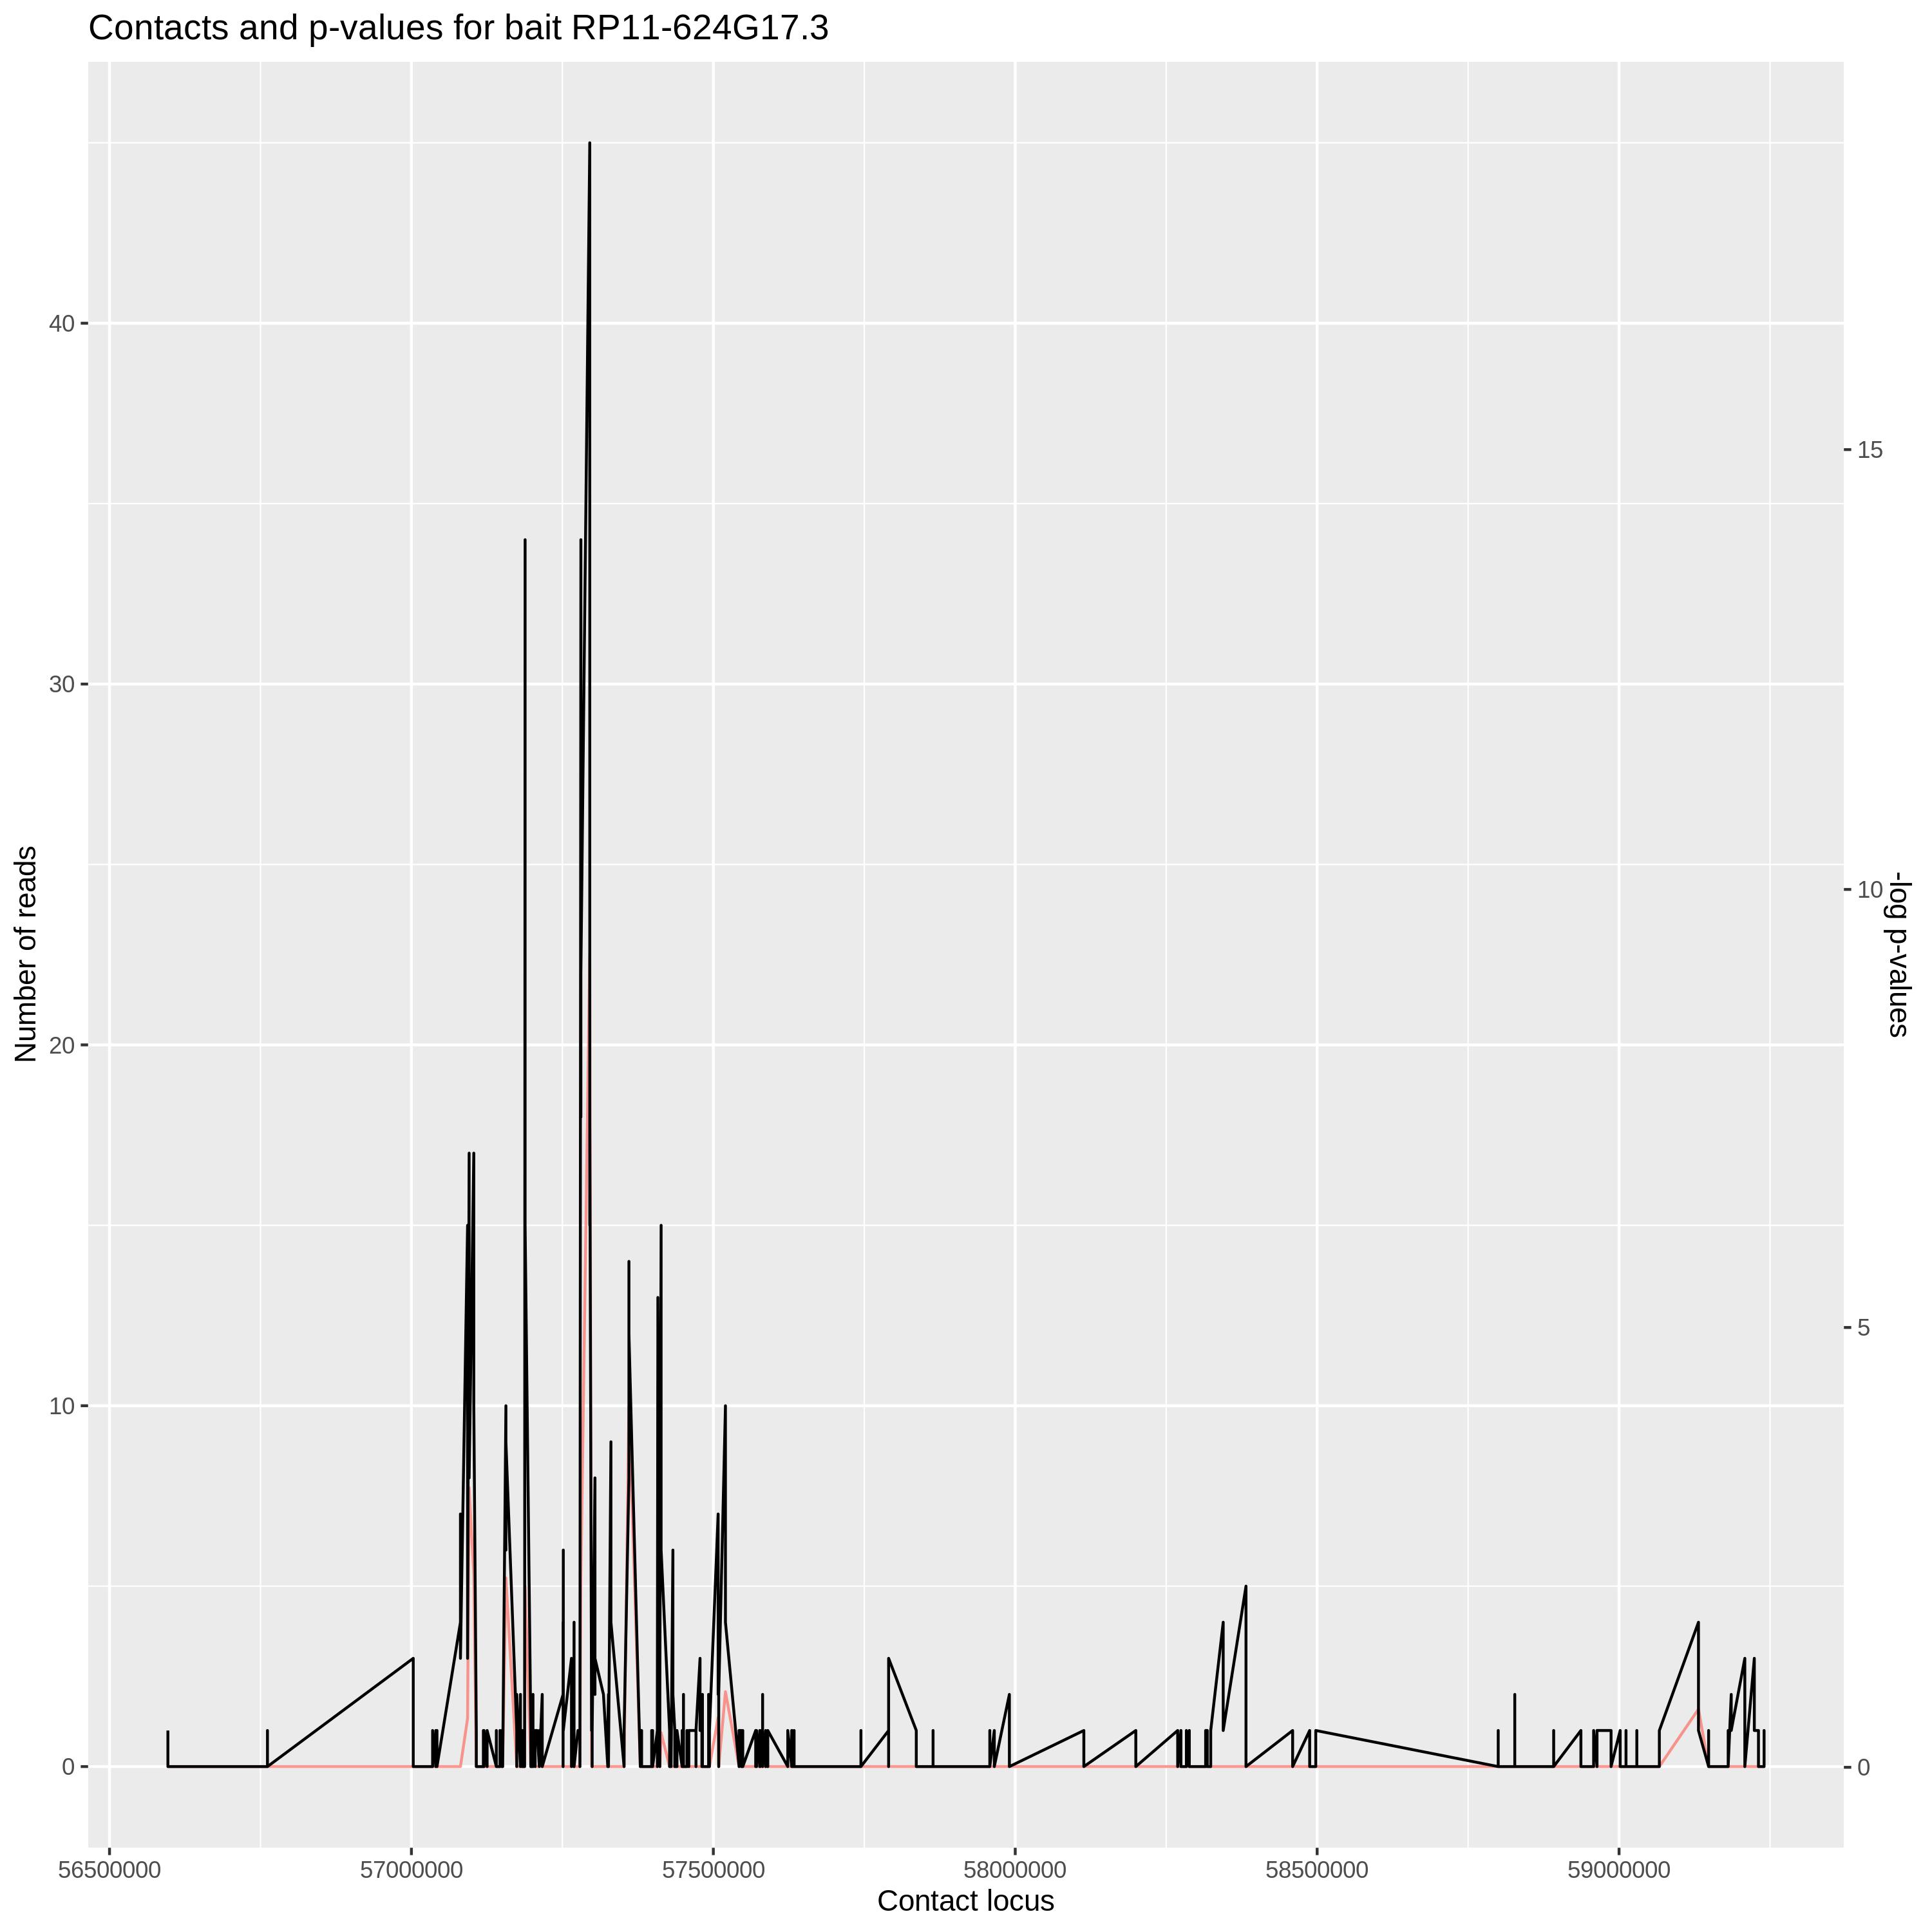 Contacts and p-values for bait RP11-624G17.3
40
30
20
10
0
Number of reads
15
10
5
0
-log p-values
56500000 57000000 57500000 58000000 58500000 59000000
Contact locus